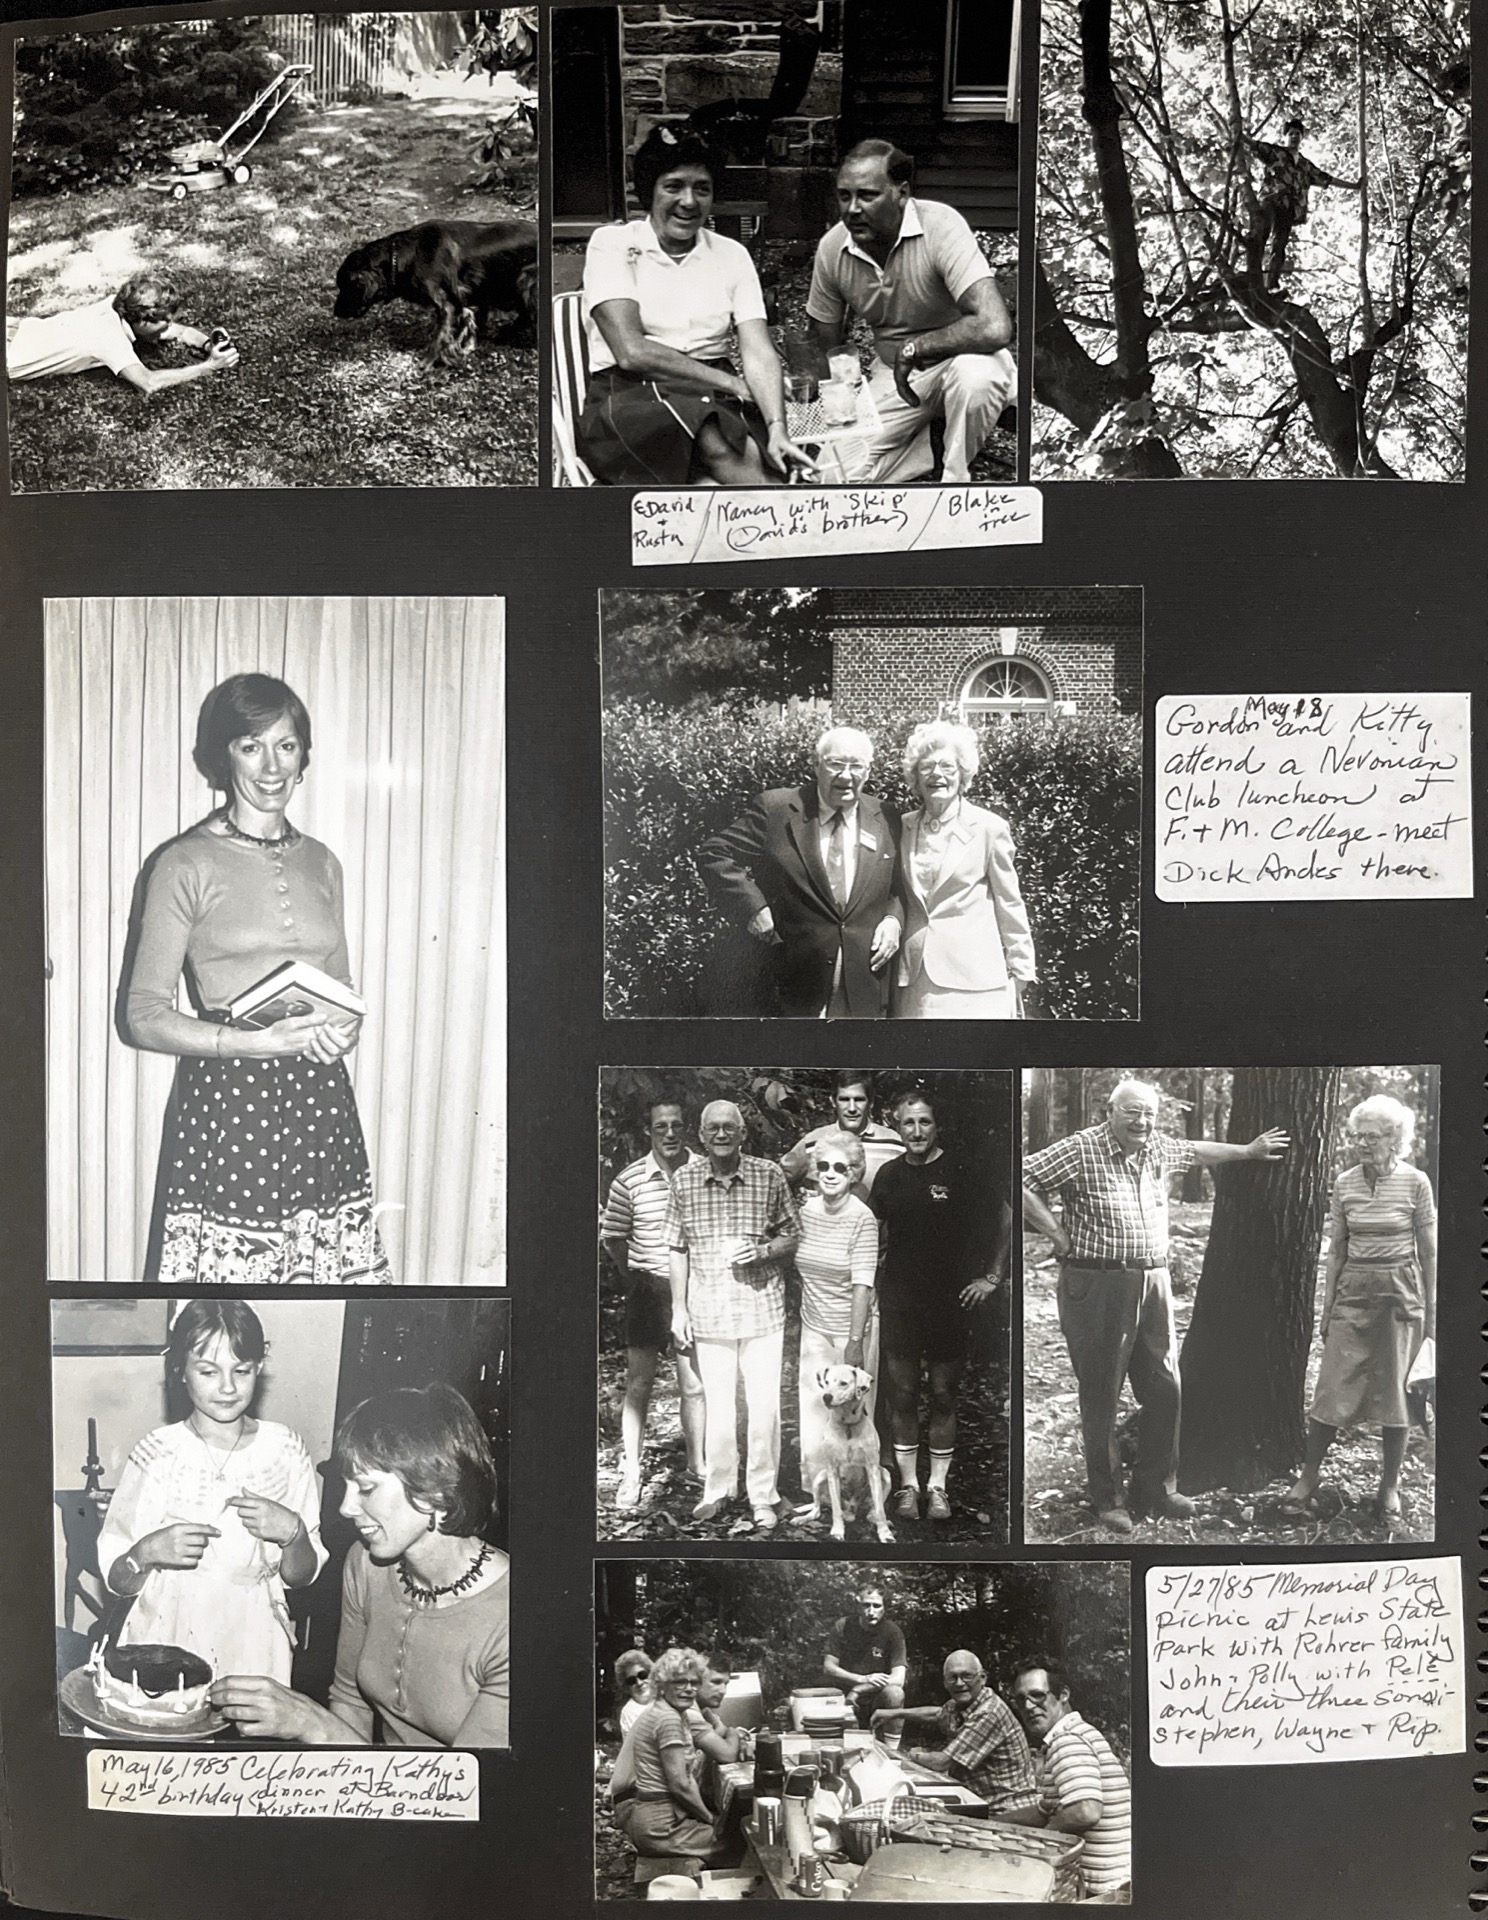 David
+
Rusty
/ Nancy with 'Skip' /
(David's brother)
Blake
in
tree
May 18
Gordon and Kitty
attend a Nevonian
Club luncheon at
F. + M. College - meet
Dick Andes there.
5/27/85 Memorial Day
picnic at Lewis State
Park with Rohrer family
John + Polly with Pelé
and their three sons:-
Stephen, Wayne + Rip.
May 16, 1985 Celebrating Kathy's
42nd birthday dinner at Barndoor
Kristen + Kathy B-cake